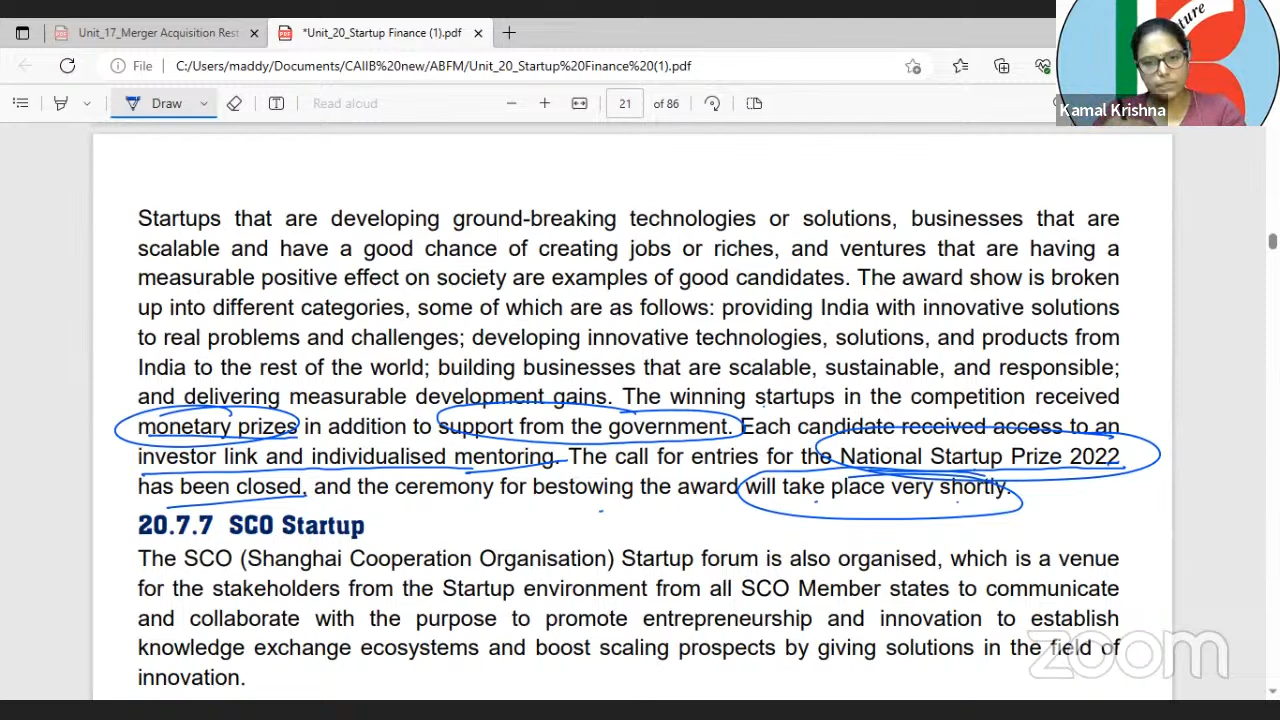 Unit_17_Merger Acquisition Rest
*Unit_20_Startup Finance (1).pdf
File C:/Users/maddy/Documents/CAIIB%20new/ABFM/Unit_20_Startup%20Finance%20(1).pdf
Draw Read aloud 21 of 86
Kamal Krishna
Startups that are developing ground-breaking technologies or solutions, businesses that are
scalable and have a good chance of creating jobs or riches, and ventures that are having a
measurable positive effect on society are examples of good candidates. The award show is broken
up into different categories, some of which are as follows: providing India with innovative solutions
to real problems and challenges; developing innovative technologies, solutions, and products from
India to the rest of the world; building businesses that are scalable, sustainable, and responsible;
and delivering measurable development gains. The winning startups in the competition received
monetary prizes in addition to support from the government. Each candidate received access to an
investor link and individualised mentoring. The call for entries for the National Startup Prize 2022
has been closed, and the ceremony for bestowing the award will take place very shortly.
20.7.7 SCO Startup
The SCO (Shanghai Cooperation Organisation) Startup forum is also organised, which is a venue
for the stakeholders from the Startup environment from all SCO Member states to communicate
and collaborate with the purpose to promote entrepreneurship and innovation to establish
knowledge exchange ecosystems and boost scaling prospects by giving solutions in the field of
innovation.
zoom